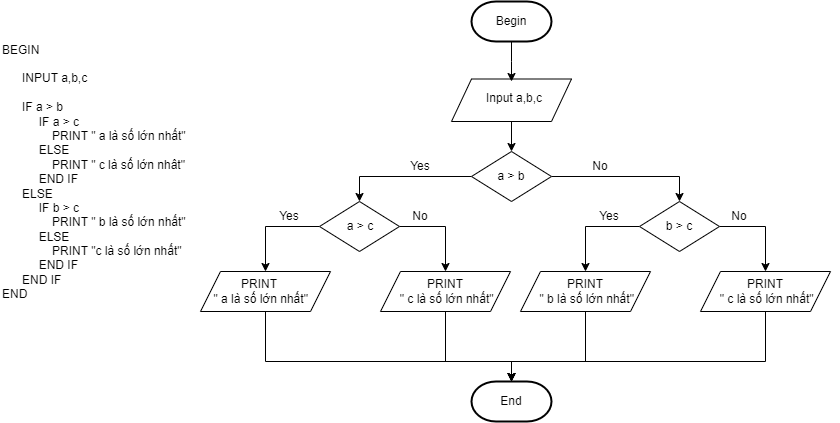 BEGIN
INPUT a,b,c
IF a > b
IF a > c
PRINT " a là số lớn nhất"
ELSE
PRINT " c là số lớn nhât"
END IF
ELSE
IF b > c
PRINT " b là số lớn nhất"
ELSE
PRINT "c là số lớn nhất"
END IF
END IF
END
Begin
Input a,b,c
a > b
Yes
No
a > c
Yes
No
b > c
Yes
No
PRINT
" a là số lớn nhất"
PRINT
" c là số lớn nhất"
PRINT
" b là số lớn nhất"
PRINT
" c là số lớn nhất"
End